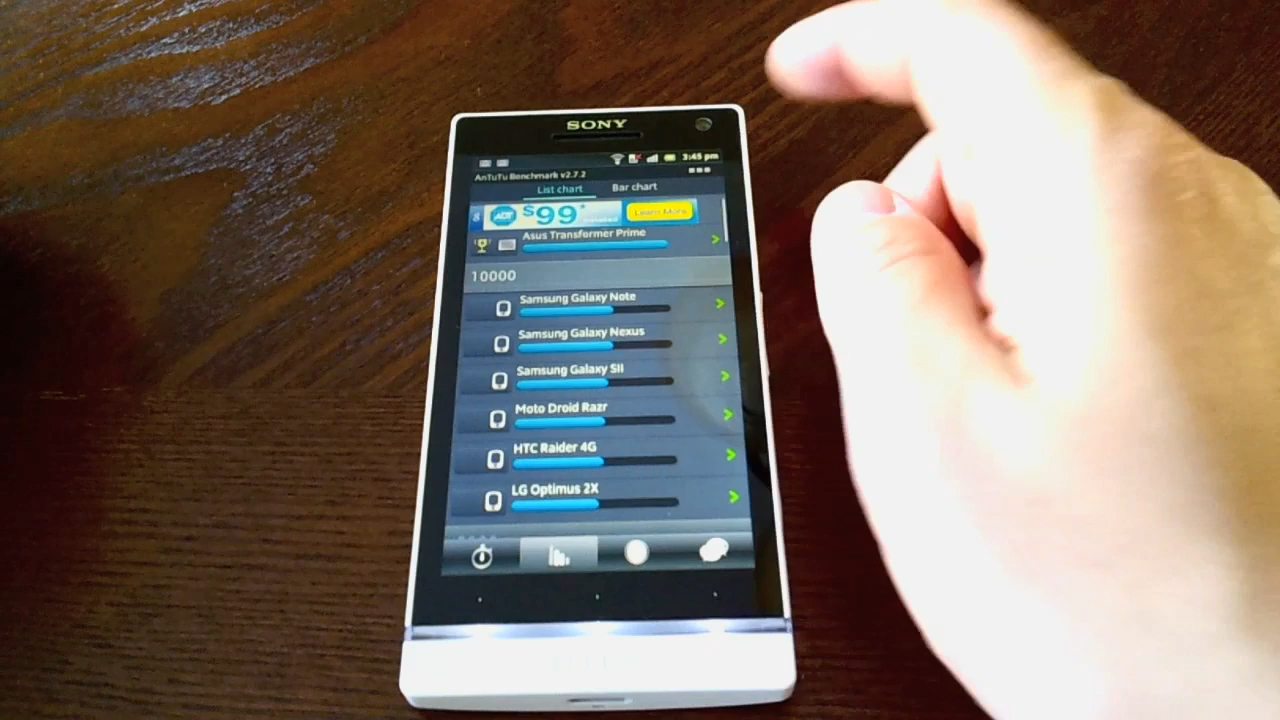 SONY
3:45 pm
AnTuTu Benchmark v2.7.2
List chart Bar chart
ADT $99* Installed Learn More
Asus Transformer Prime
10000
Samsung Galaxy Note
Samsung Galaxy Nexus
Samsung Galaxy SII
Moto Droid Razr
HTC Raider 4G
LG Optimus 2X